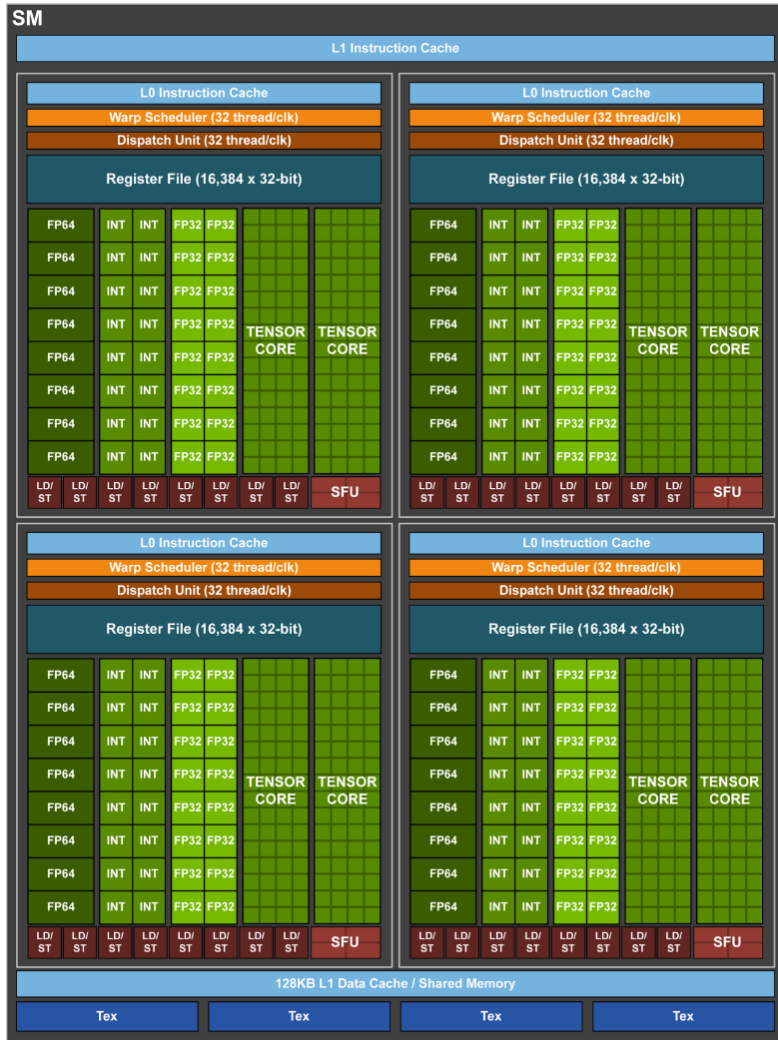 SM
L1 Instruction Cache
L0 Instruction Cache
Warp Scheduler (32 thread/clk)
Dispatch Unit (32 thread/clk)
Register File (16,384 x 32-bit)
FP64 INT INT FP32 FP32
FP64 INT INT FP32 FP32
FP64 INT INT FP32 FP32
FP64 INT INT FP32 FP32 TENSOR CORE TENSOR CORE
FP64 INT INT FP32 FP32
FP64 INT INT FP32 FP32
FP64 INT INT FP32 FP32
FP64 INT INT FP32 FP32
LD/ST LD/ST LD/ST LD/ST LD/ST LD/ST LD/ST LD/ST SFU
L0 Instruction Cache
Warp Scheduler (32 thread/clk)
Dispatch Unit (32 thread/clk)
Register File (16,384 x 32-bit)
FP64 INT INT FP32 FP32
FP64 INT INT FP32 FP32
FP64 INT INT FP32 FP32
FP64 INT INT FP32 FP32 TENSOR CORE TENSOR CORE
FP64 INT INT FP32 FP32
FP64 INT INT FP32 FP32
FP64 INT INT FP32 FP32
FP64 INT INT FP32 FP32
LD/ST LD/ST LD/ST LD/ST LD/ST LD/ST LD/ST LD/ST SFU
L0 Instruction Cache
Warp Scheduler (32 thread/clk)
Dispatch Unit (32 thread/clk)
Register File (16,384 x 32-bit)
FP64 INT INT FP32 FP32
FP64 INT INT FP32 FP32
FP64 INT INT FP32 FP32
FP64 INT INT FP32 FP32 TENSOR CORE TENSOR CORE
FP64 INT INT FP32 FP32
FP64 INT INT FP32 FP32
FP64 INT INT FP32 FP32
FP64 INT INT FP32 FP32
LD/ST LD/ST LD/ST LD/ST LD/ST LD/ST LD/ST LD/ST SFU
L0 Instruction Cache
Warp Scheduler (32 thread/clk)
Dispatch Unit (32 thread/clk)
Register File (16,384 x 32-bit)
FP64 INT INT FP32 FP32
FP64 INT INT FP32 FP32
FP64 INT INT FP32 FP32
FP64 INT INT FP32 FP32 TENSOR CORE TENSOR CORE
FP64 INT INT FP32 FP32
FP64 INT INT FP32 FP32
FP64 INT INT FP32 FP32
FP64 INT INT FP32 FP32
LD/ST LD/ST LD/ST LD/ST LD/ST LD/ST LD/ST LD/ST SFU
128KB L1 Data Cache / Shared Memory
Tex Tex Tex Tex